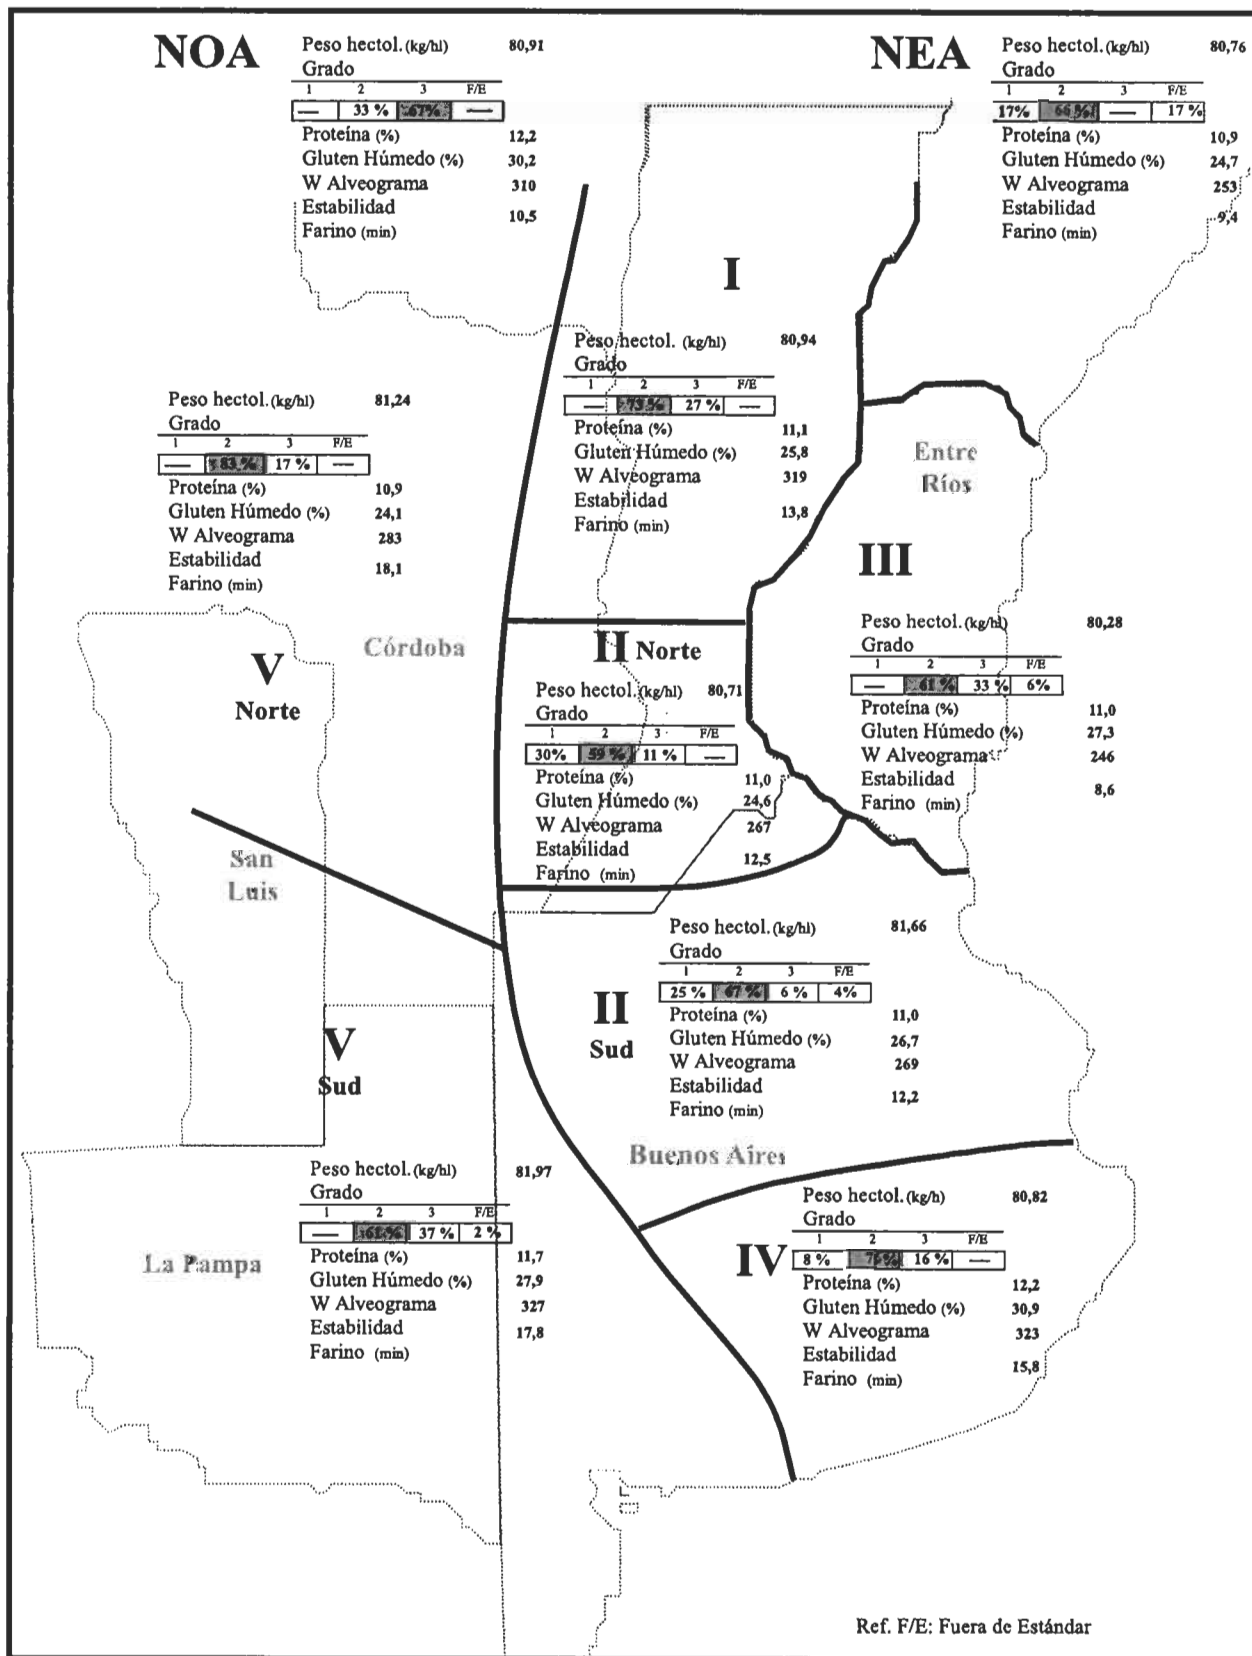 NOA
Peso hectol. (kg/hl) 80,91
Grado
1 2 3 F/E
— 33 % 67% —
Proteína (%) 12,2
Gluten Húmedo (%) 30,2
W Alveograma 310
Estabilidad
Farino (min) 10,5
NEA
Peso hectol. (kg/hl) 80,76
Grado
1 2 3 F/E
17% 66 % — 17 %
Proteína (%) 10,9
Gluten Húmedo (%) 24,7
W Alveograma 253
Estabilidad
Farino (min) 9,4
I
Peso hectol. (kg/hl) 80,94
Grado
1 2 3 F/E
— 73 % 27 % —
Proteína (%) 11,1
Gluten Húmedo (%) 25,8
W Alveograma 319
Estabilidad
Farino (min) 13,8
Peso hectol. (kg/hl) 81,24
Grado
1 2 3 F/E
— 83 % 17 % —
Proteína (%) 10,9
Gluten Húmedo (%) 24,1
W Alveograma 283
Estabilidad
Farino (min) 18,1
V
Norte
Córdoba
Entre
Ríos
III
Peso hectol. (kg/hl) 80,28
Grado
1 2 3 F/E
— 61 % 33 % 6%
Proteína (%) 11,0
Gluten Húmedo (%) 27,3
W Alveograma 246
Estabilidad
Farino (min) 8,6
II Norte
Peso hectol. (kg/hl) 80,71
Grado
1 2 3 F/E
30% 59 % 11 % —
Proteína (%) 11,0
Gluten Húmedo (%) 24,6
W Alveograma 267
Estabilidad
Farino (min) 12,5
San
Luis
II
Sud
Peso hectol. (kg/hl) 81,66
Grado
1 2 3 F/E
25 % 67 % 6 % 4%
Proteína (%) 11,0
Gluten Húmedo (%) 26,7
W Alveograma 269
Estabilidad
Farino (min) 12,2
V
Sud
Buenos Aires
Peso hectol. (kg/hl) 81,97
Grado
1 2 3 F/E
— 61 % 37 % 2 %
Proteína (%) 11,7
Gluten Húmedo (%) 27,9
W Alveograma 327
Estabilidad 17,8
Farino (min)
La Pampa
IV
Peso hectol. (kg/h) 80,82
Grado
1 2 3 F/E
8 % 76% 16 % —
Proteína (%) 12,2
Gluten Húmedo (%) 30,9
W Alveograma 323
Estabilidad
Farino (min) 15,8
Ref. F/E: Fuera de Estándar